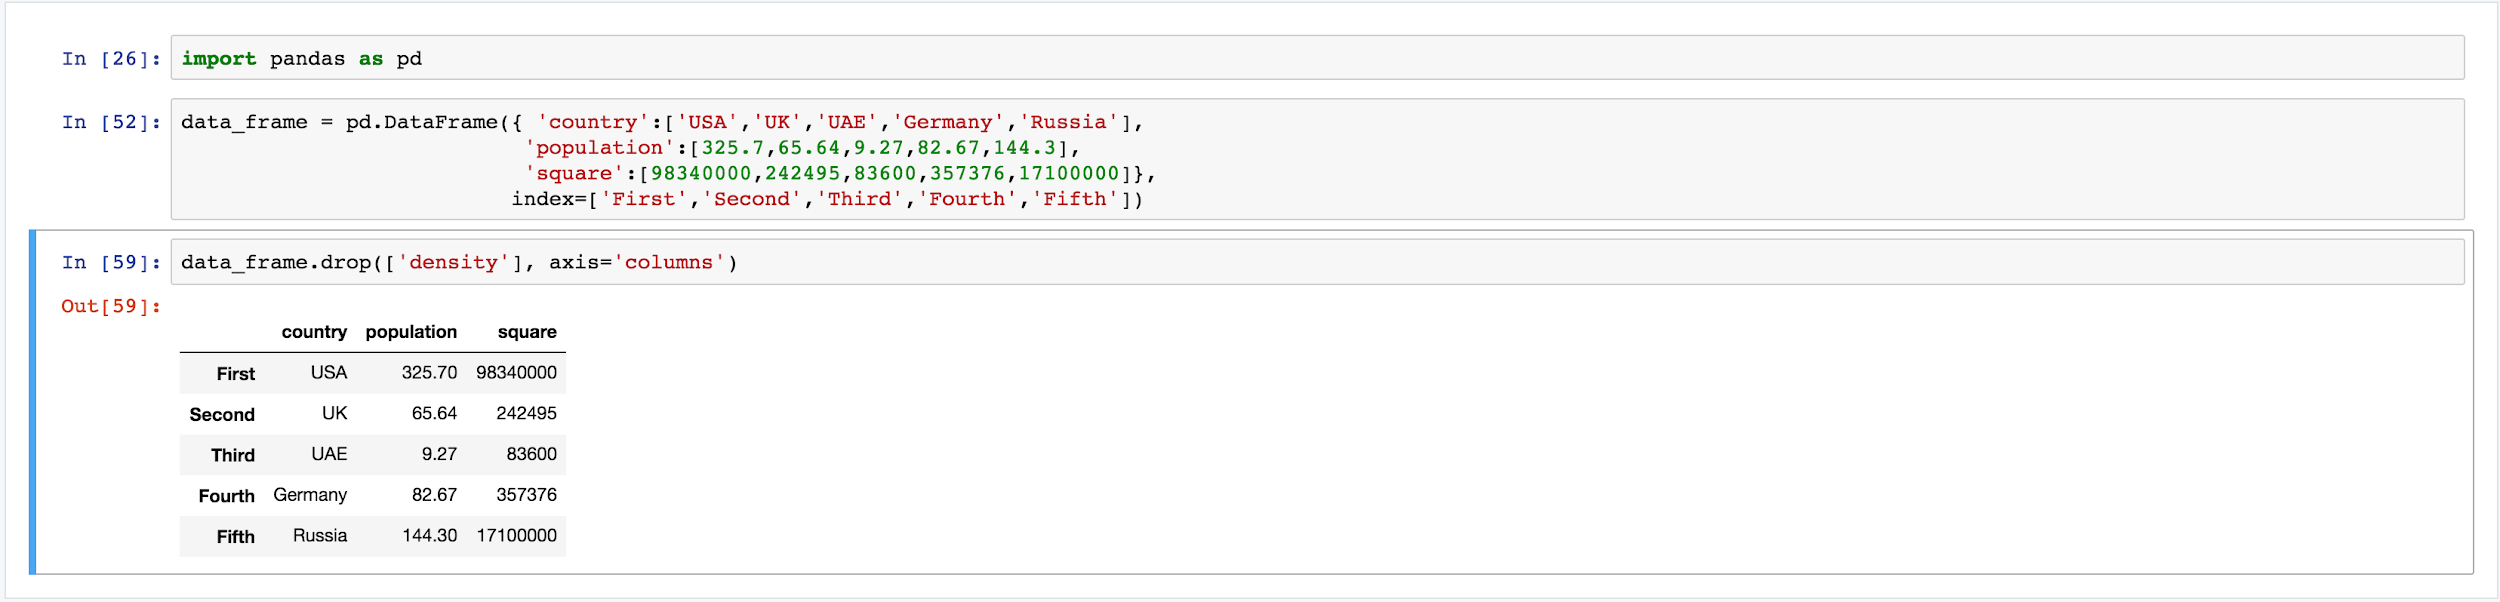 In [26]: import pandas as pd
In [52]: data_frame = pd.DataFrame({ 'country':['USA','UK','UAE','Germany','Russia'],
'population':[325.7,65.64,9.27,82.67,144.3],
'square':[98340000,242495,83600,357376,17100000]},
index=['First','Second','Third','Fourth','Fifth'])
In [59]: data_frame.drop(['density'], axis='columns')
Out[59]:
country population square
First USA 325.70 98340000
Second UK 65.64 242495
Third UAE 9.27 83600
Fourth Germany 82.67 357376
Fifth Russia 144.30 17100000